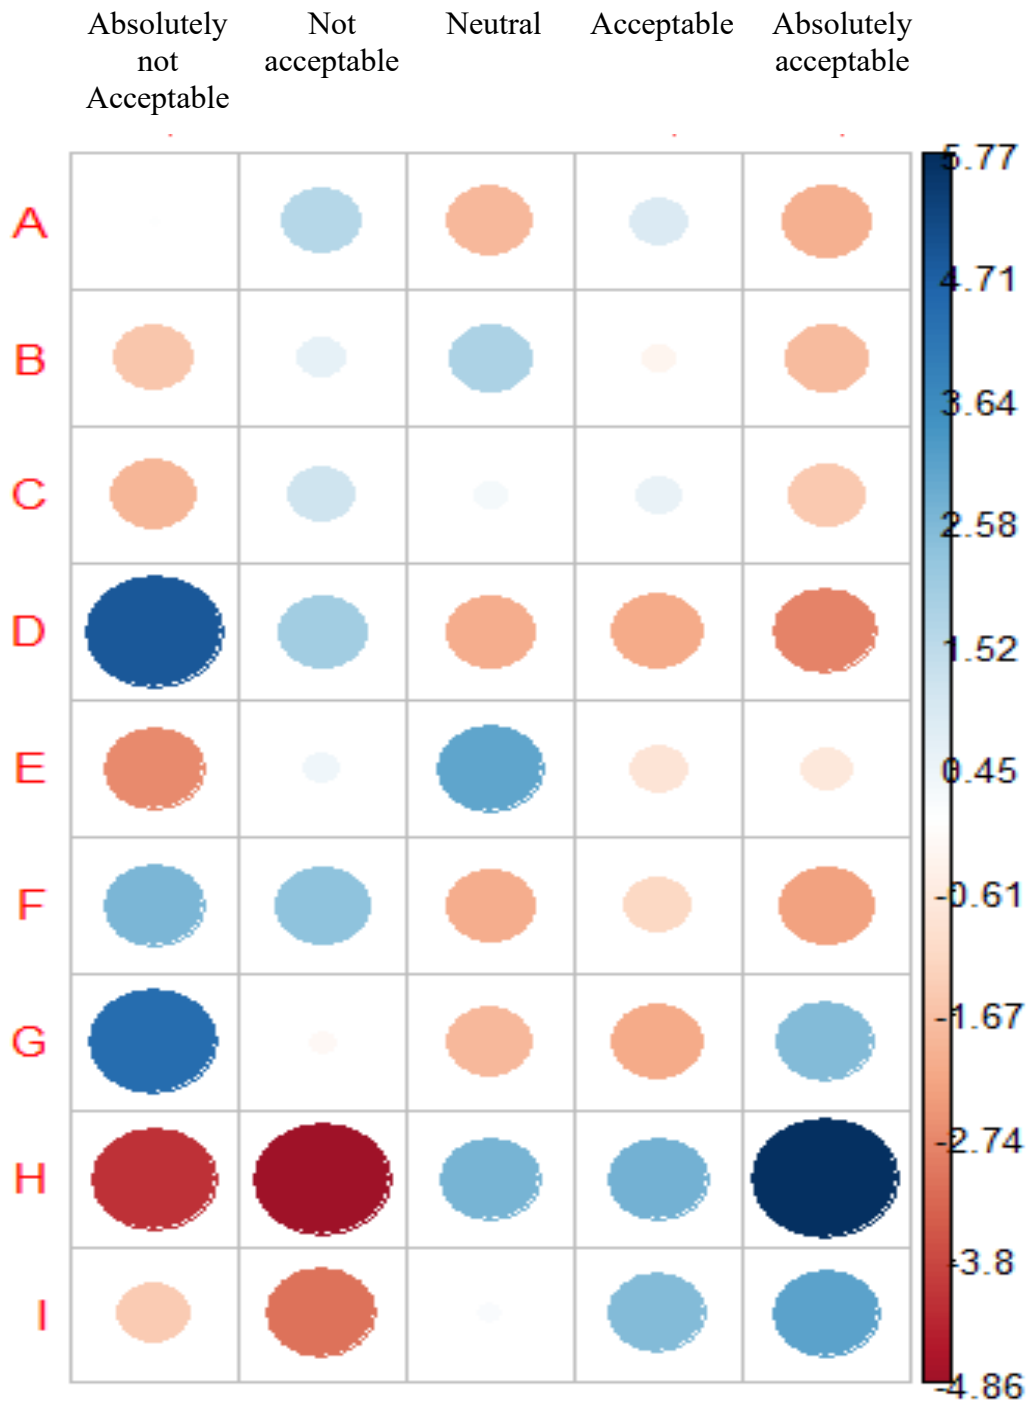 Absolutely not Acceptable
Not acceptable
Neutral
Acceptable
Absolutely acceptable
A
B
C
D
E
F
G
H
I
5.77
4.71
3.64
2.58
1.52
0.45
-0.61
-1.67
-2.74
-3.8
-4.86